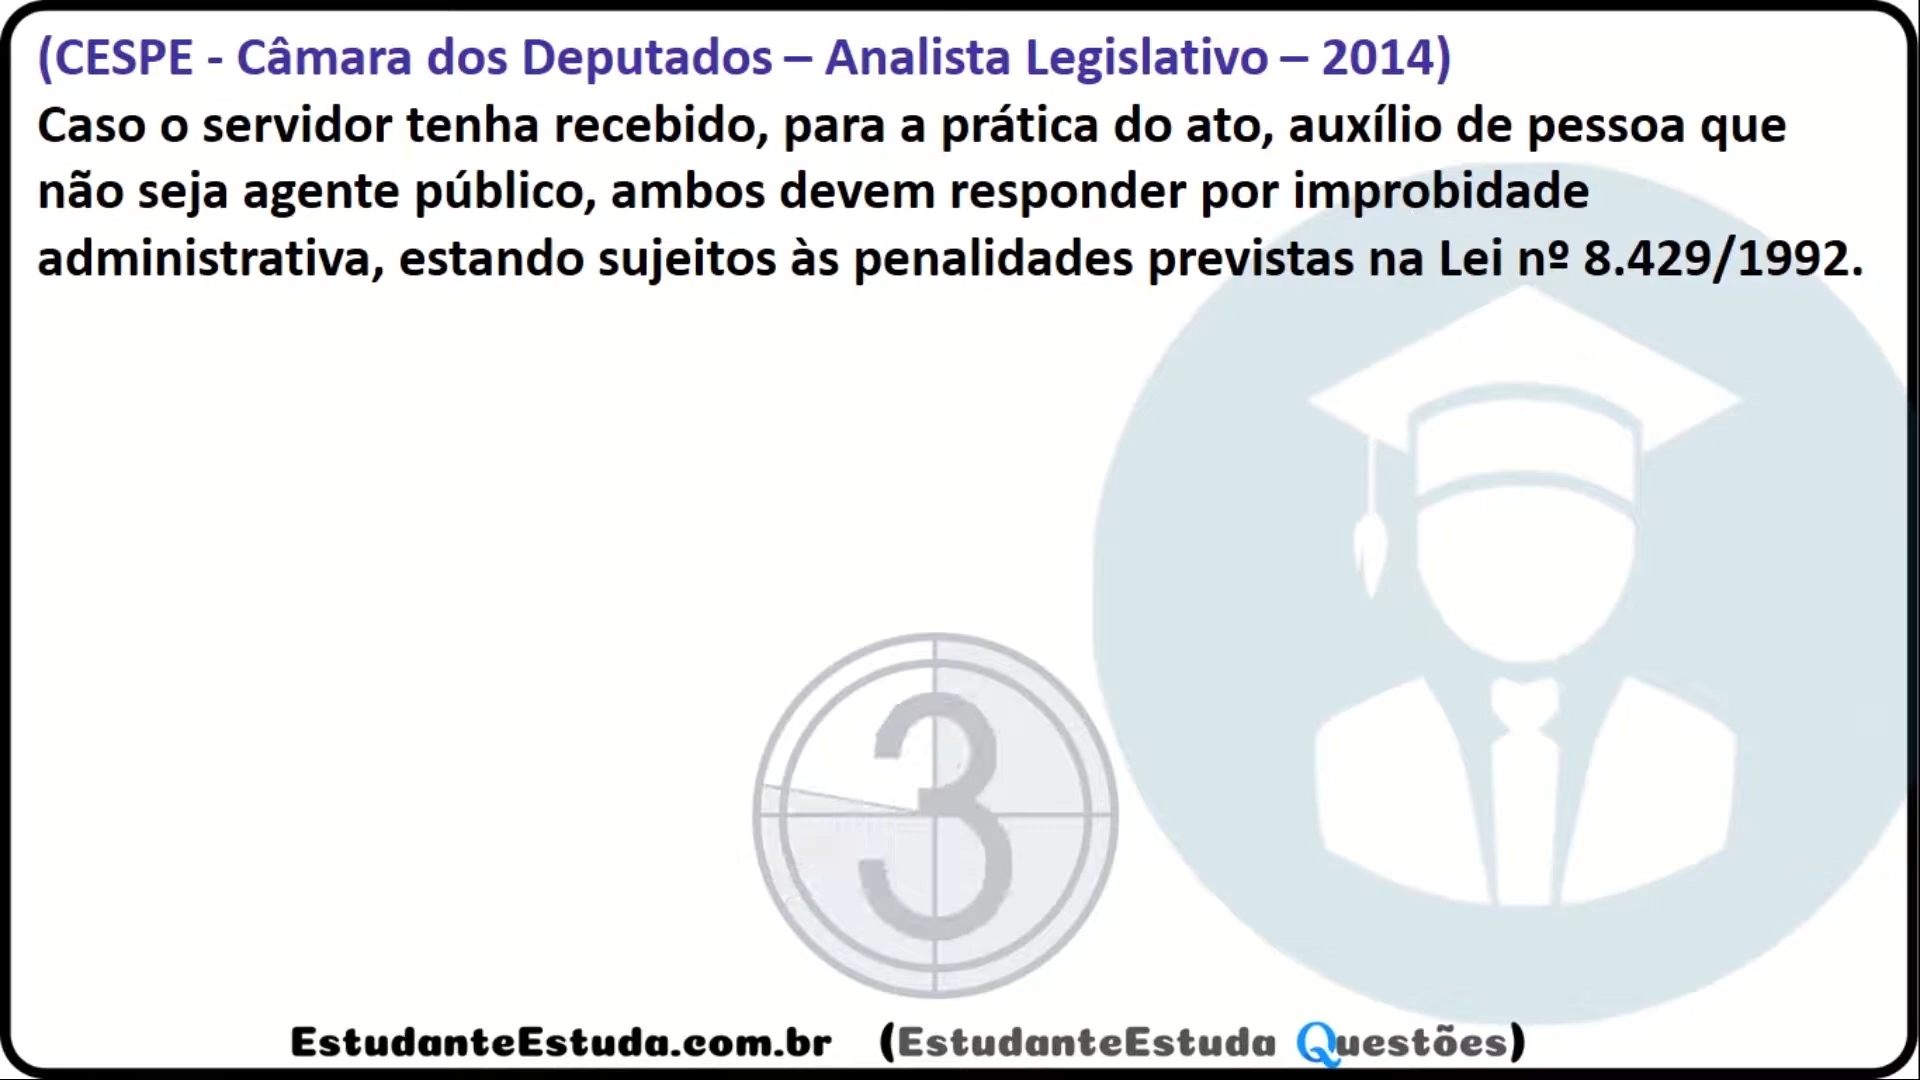 (CESPE - Câmara dos Deputados – Analista Legislativo – 2014)
Caso o servidor tenha recebido, para a prática do ato, auxílio de pessoa que
não seja agente público, ambos devem responder por improbidade
administrativa, estando sujeitos às penalidades previstas na Lei nº 8.429/1992.
3
EstudanteEstuda.com.br (EstudanteEstuda Questões)